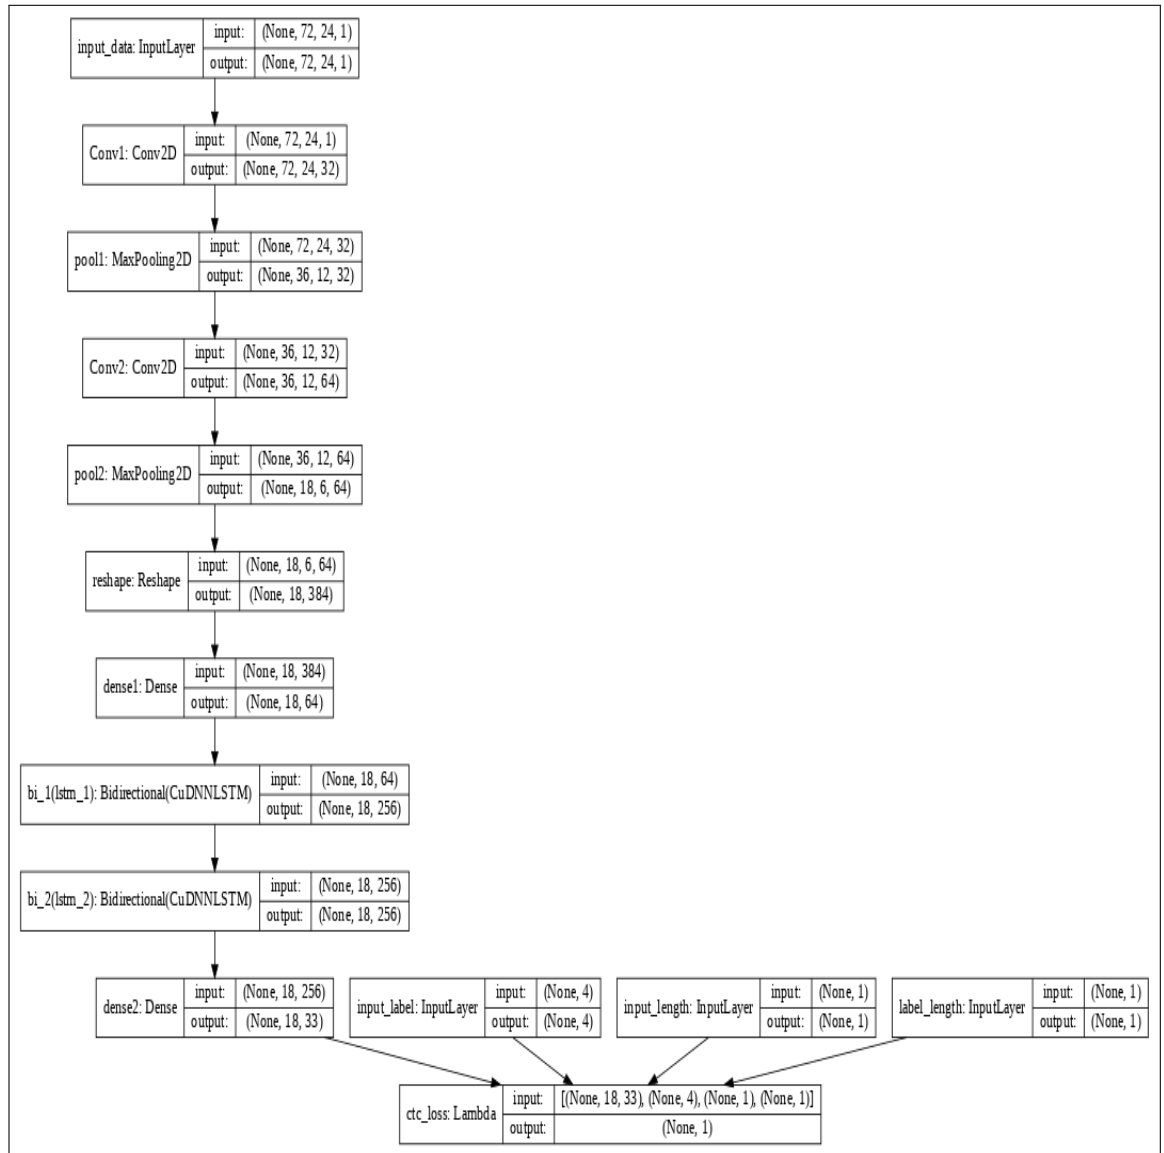 input_data: InputLayer
input: (None, 72, 24, 1)
output: (None, 72, 24, 1)
Conv1: Conv2D
input: (None, 72, 24, 1)
output: (None, 72, 24, 32)
pool1: MaxPooling2D
input: (None, 72, 24, 32)
output: (None, 36, 12, 32)
Conv2: Conv2D
input: (None, 36, 12, 32)
output: (None, 36, 12, 64)
pool2: MaxPooling2D
input: (None, 36, 12, 64)
output: (None, 18, 6, 64)
reshape: Reshape
input: (None, 18, 6, 64)
output: (None, 18, 384)
dense1: Dense
input: (None, 18, 384)
output: (None, 18, 64)
bi_1(lstm_1): Bidirectional(CuDNNLSTM)
input: (None, 18, 64)
output: (None, 18, 256)
bi_2(lstm_2): Bidirectional(CuDNNLSTM)
input: (None, 18, 256)
output: (None, 18, 256)
dense2: Dense
input: (None, 18, 256)
output: (None, 18, 33)
input_label: InputLayer
input: (None, 4)
output: (None, 4)
input_length: InputLayer
input: (None, 1)
output: (None, 1)
label_length: InputLayer
input: (None, 1)
output: (None, 1)
ctc_loss: Lambda
input: [(None, 18, 33), (None, 4), (None, 1), (None, 1)]
output: (None, 1)